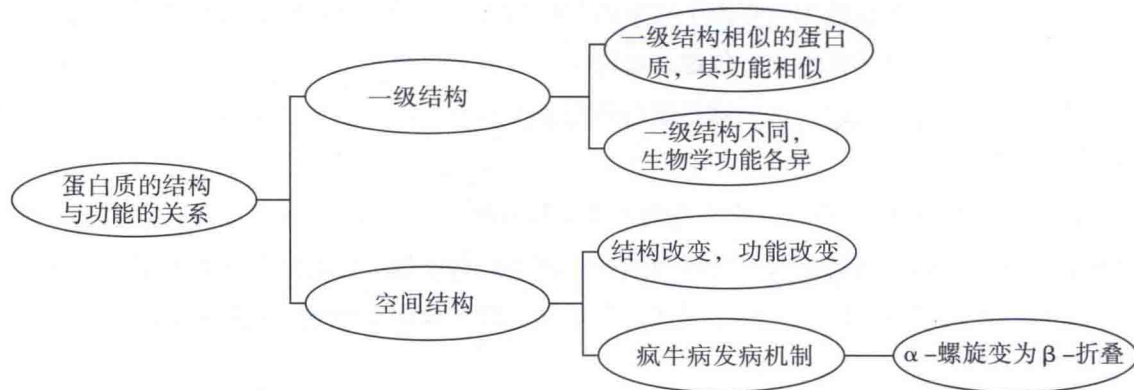 一级结构相似的蛋白
质，其功能相似
一级结构
一级结构不同，
生物学功能各异
蛋白质的结构
与功能的关系
结构改变，功能改变
空间结构
疯牛病发病机制
α-螺旋变为β-折叠